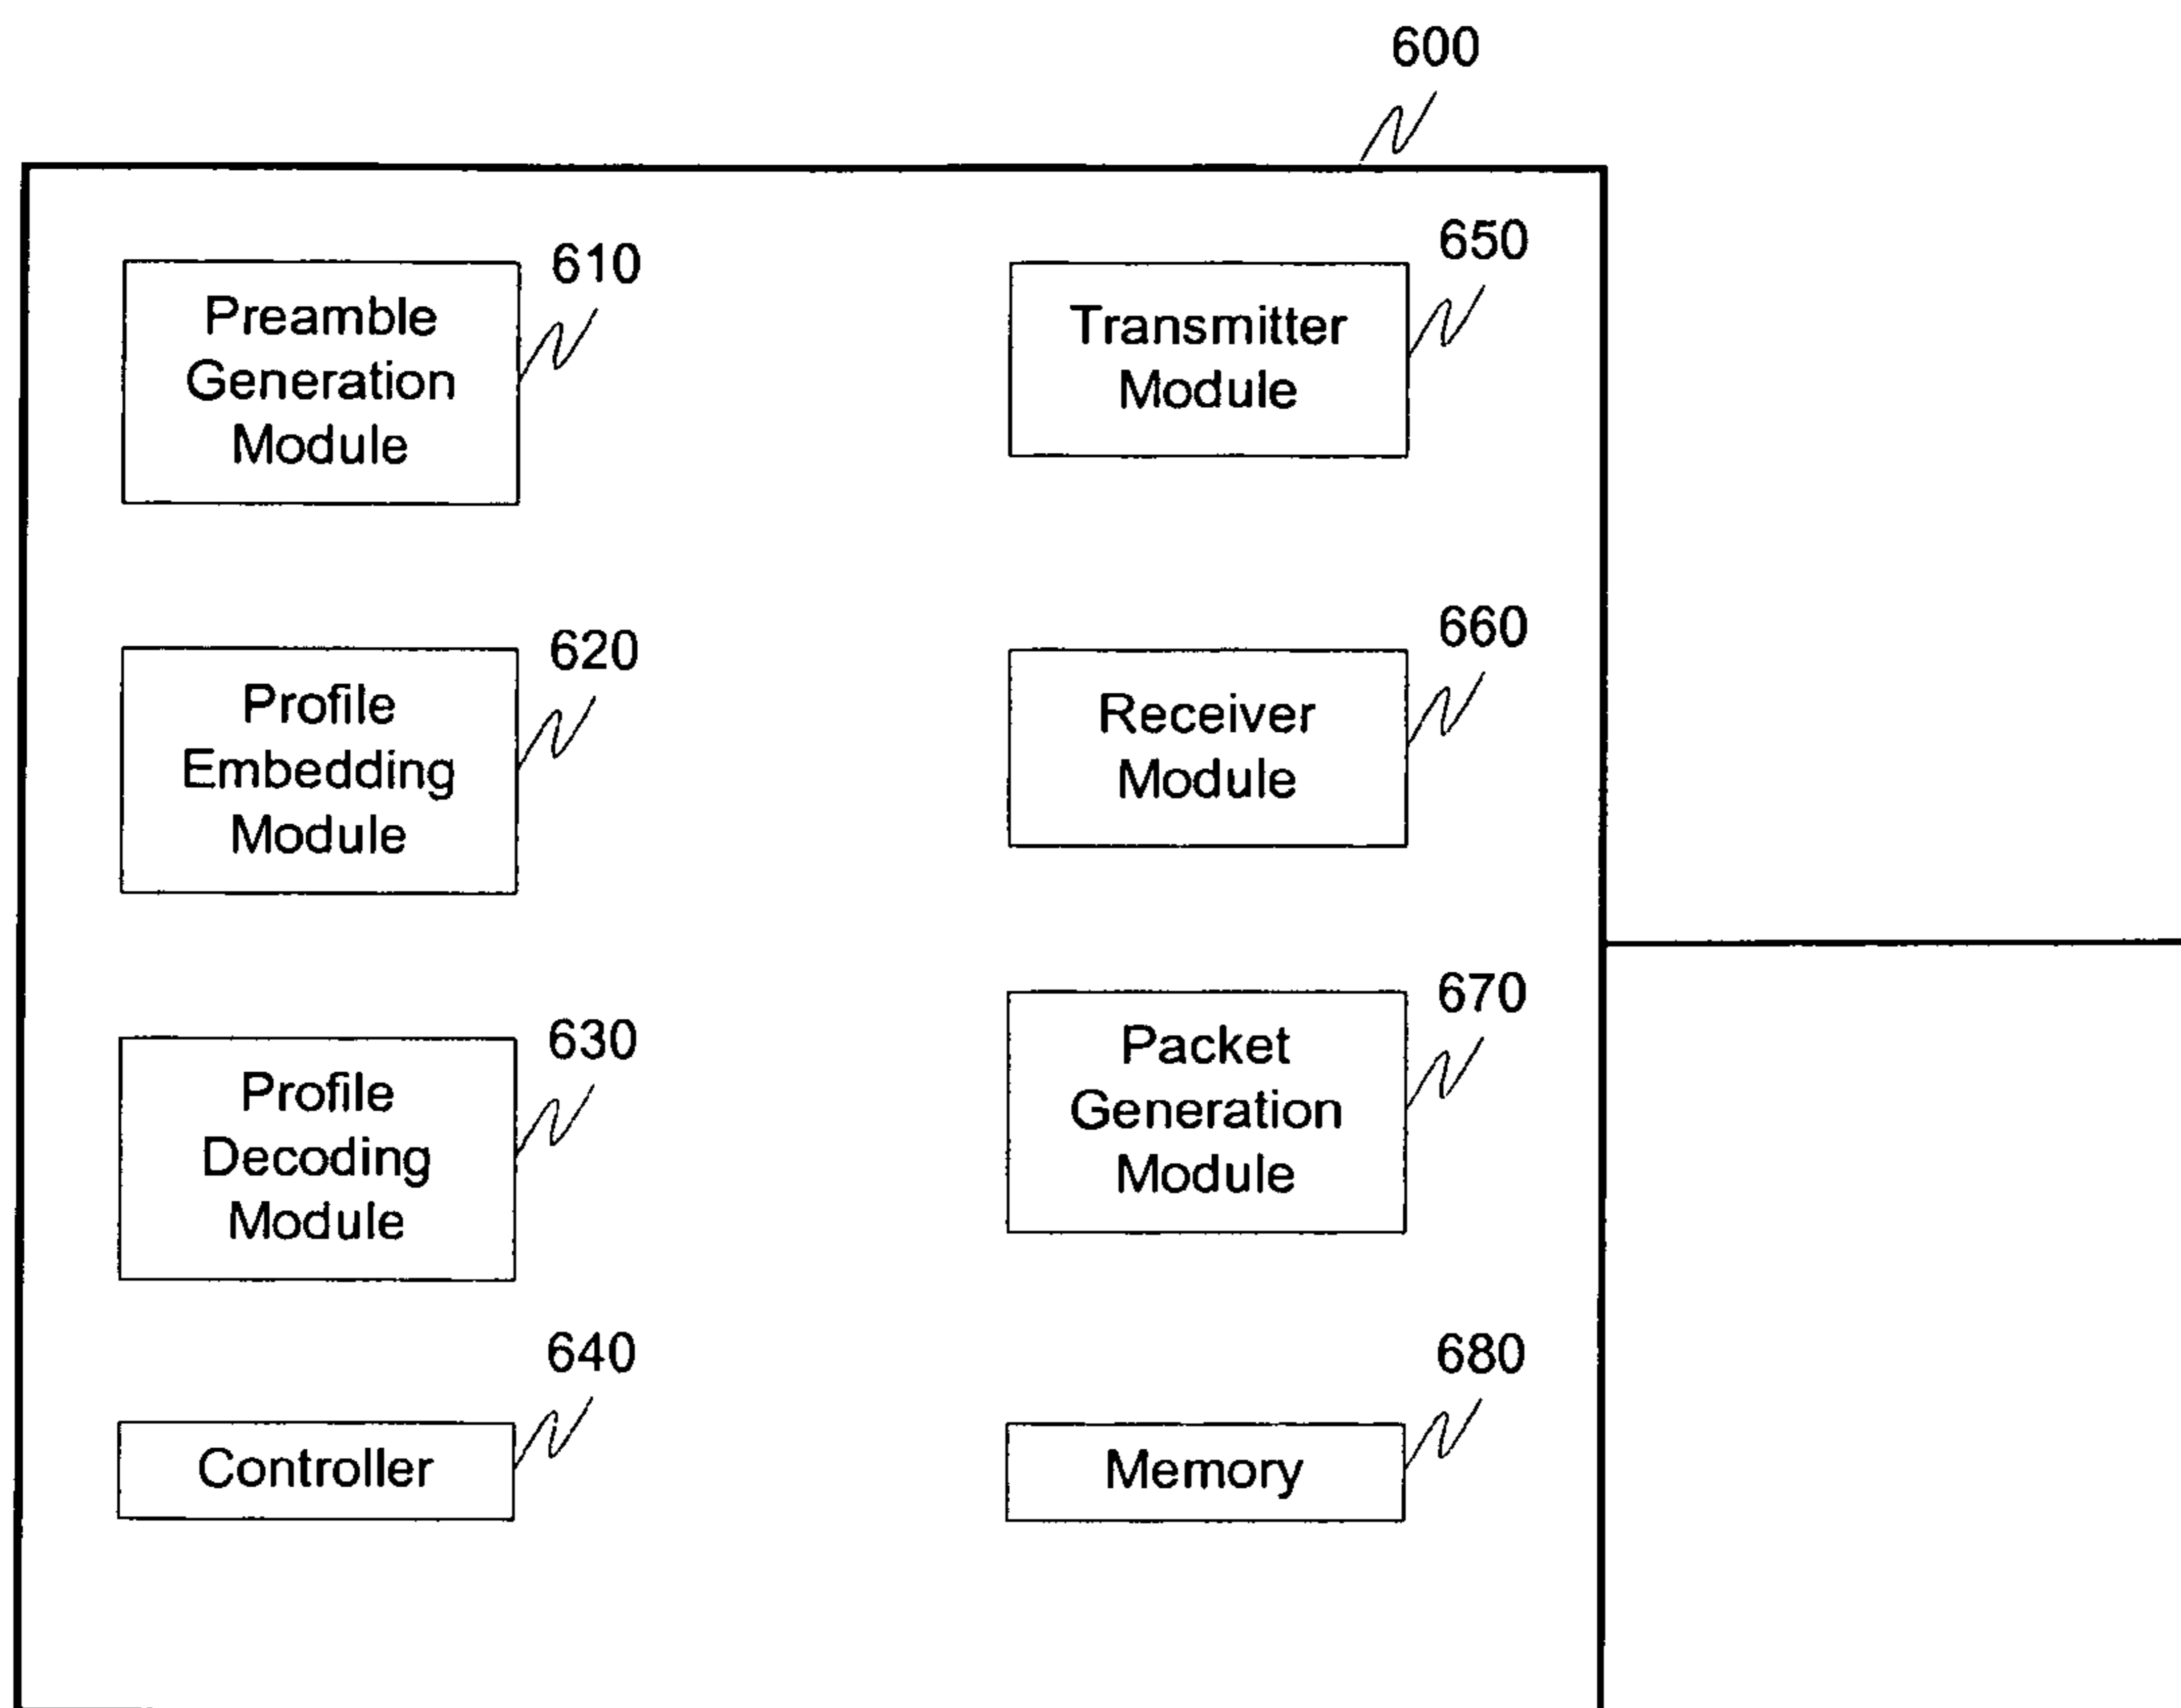 600
610
Preamble
Generation
Module
650
Transmitter
Module
620
Profile
Embedding
Module
660
Receiver
Module
630
Profile
Decoding
Module
670
Packet
Generation
Module
640
Controller
680
Memory